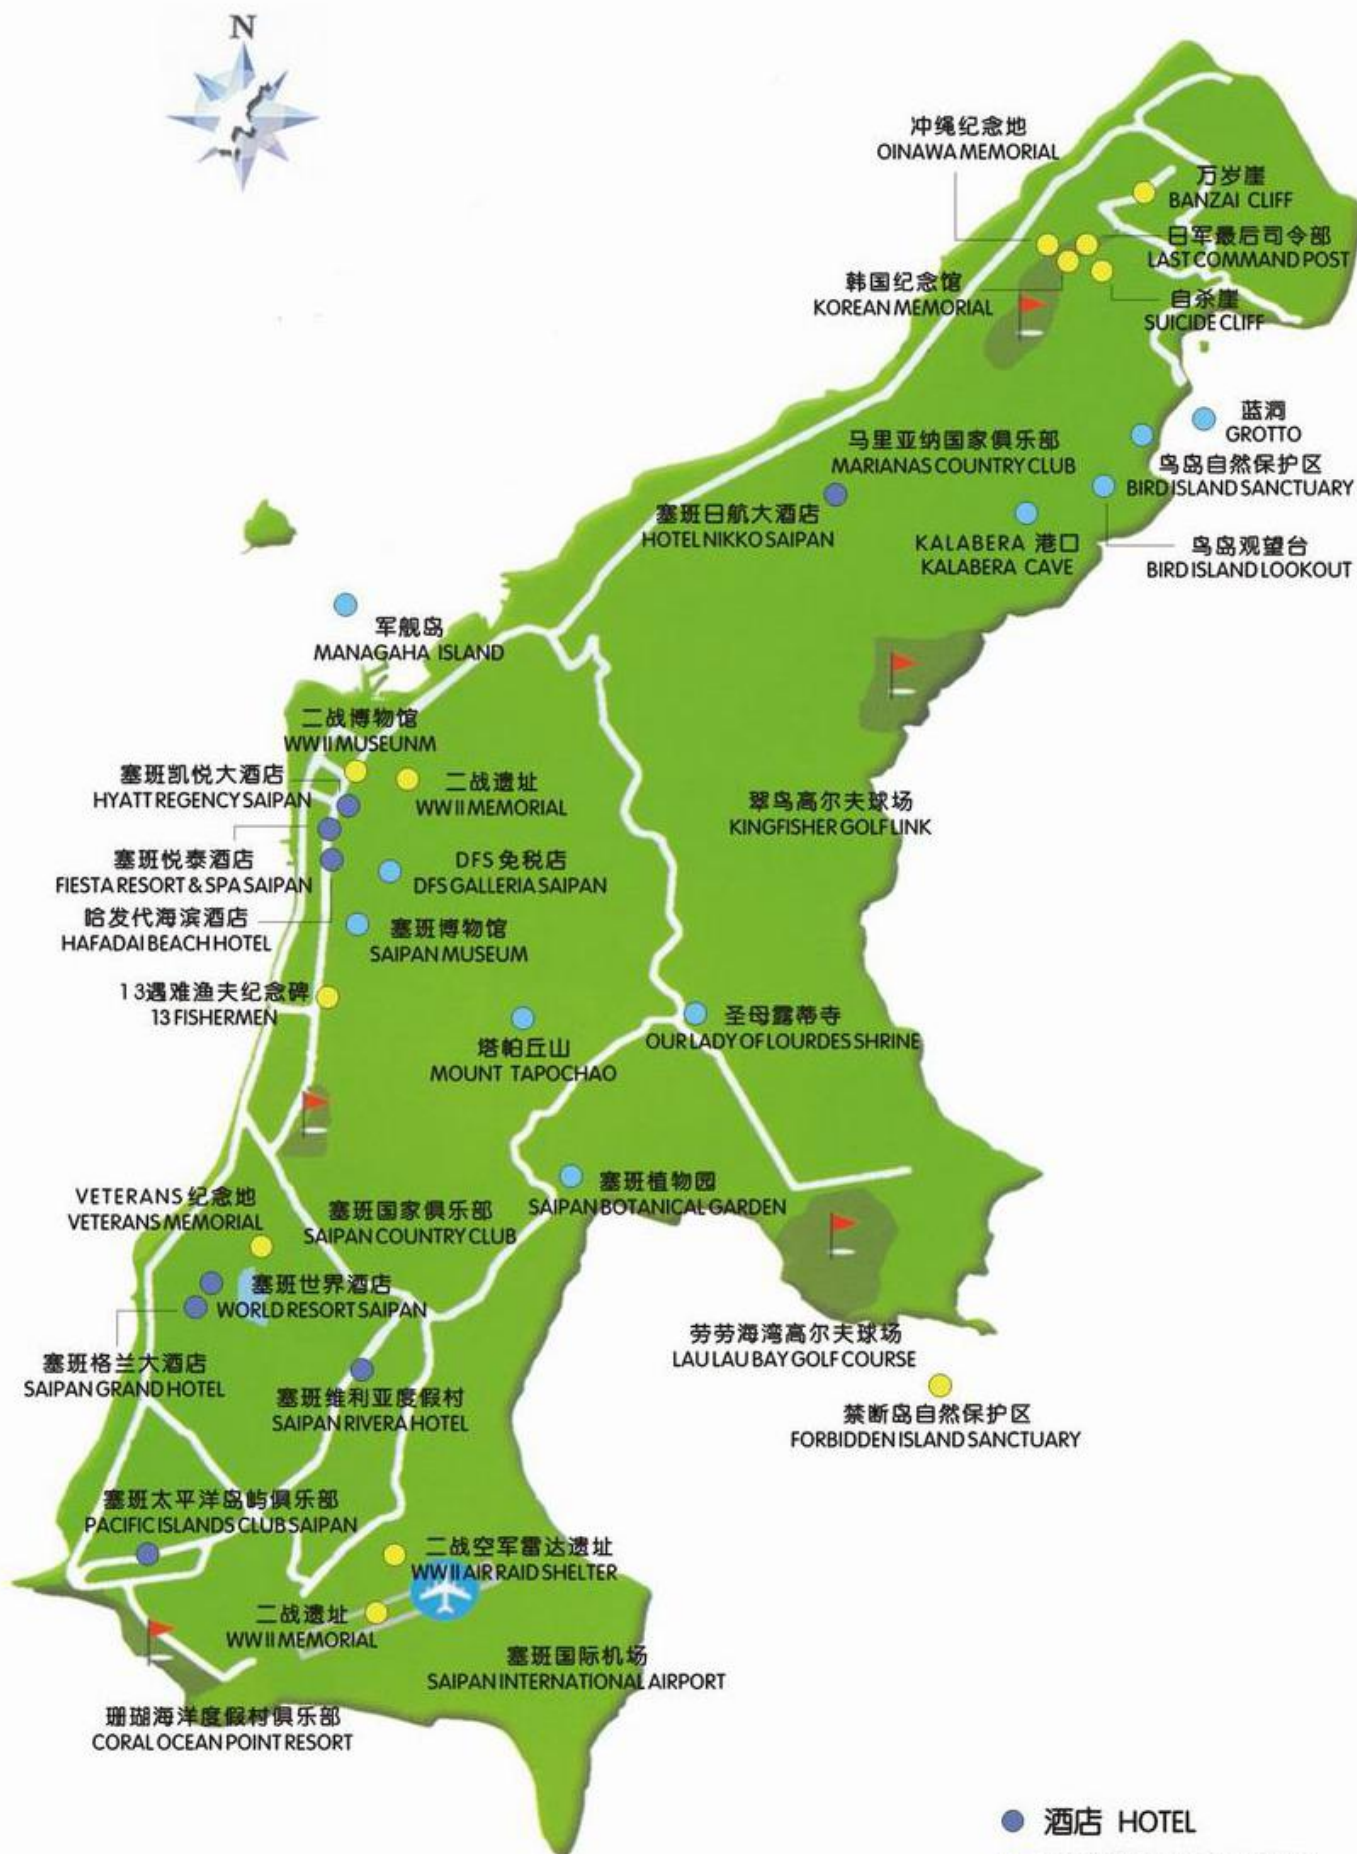 N
冲绳纪念地
OINAWA MEMORIAL
万岁崖
BANZAI CLIFF
日军最后司令部
LAST COMMAND POST
韩国纪念馆
KOREAN MEMORIAL
自杀崖
SUICIDE CLIFF
蓝洞
GROTTO
马里亚纳国家俱乐部
MARIANAS COUNTRY CLUB
鸟岛自然保护区
BIRD ISLAND SANCTUARY
塞班日航大酒店
HOTEL NIKKO SAIPAN
KALABERA 港口
KALABERA CAVE
鸟岛观望台
BIRD ISLAND LOOKOUT
军舰岛
MANAGAHA ISLAND
二战博物馆
WW II MUSEUNM
塞班凯悦大酒店
HYATT REGENCY SAIPAN
二战遗址
WW II MEMORIAL
翠鸟高尔夫球场
KINGFISHER GOLF LINK
塞班悦泰酒店
FIESTA RESORT & SPA SAIPAN
DFS 免税店
DFS GALLERIA SAIPAN
哈发代海滨酒店
HAFADAI BEACH HOTEL
塞班博物馆
SAIPAN MUSEUM
13遇难渔夫纪念碑
13 FISHERMEN
塔帕丘山
MOUNT TAPOCHAO
圣母露蒂寺
OUR LADY OF LOURDES SHRINE
塞班植物园
SAIPAN BOTANICAL GARDEN
VETERANS 纪念地
VETERANS MEMORIAL
塞班国家俱乐部
SAIPAN COUNTRY CLUB
塞班世界酒店
WORLD RESORT SAIPAN
塞班格兰大酒店
SAIPAN GRAND HOTEL
劳劳海湾高尔夫球场
LAU LAU BAY GOLF COURSE
塞班维利亚度假村
SAIPAN RIVERA HOTEL
禁断岛自然保护区
FORBIDDEN ISLAND SANCTUARY
塞班太平洋岛屿俱乐部
PACIFIC ISLANDS CLUB SAIPAN
二战空军雷达遗址
WW II AIR RAID SHELTER
二战遗址
WW II MEMORIAL
塞班国际机场
SAIPAN INTERNATIONAL AIRPORT
珊瑚海洋度假村俱乐部
CORAL OCEAN POINT RESORT
酒店 HOTEL